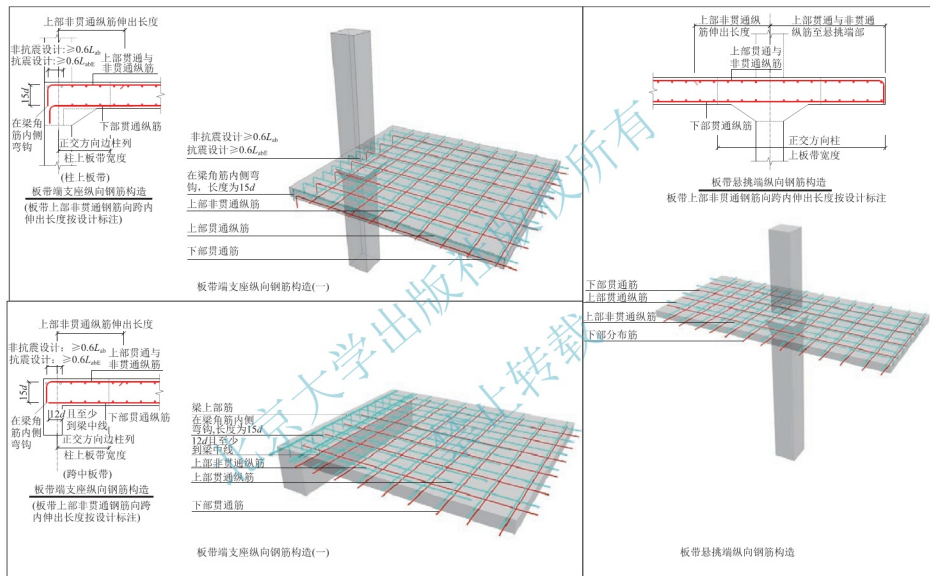 上部非贯通纵筋伸出长度
非抗震设计:≥0.6Lab
抗震设计:≥0.6LabE
上部贯通与
非贯通纵筋
15d
在梁角
筋内侧
弯钩
下部贯通纵筋
正交方向边柱列
柱上板带宽度
(柱上板带)
板带端支座纵向钢筋构造
(板带上部非贯通钢筋向跨内
伸出长度按设计标注)
非抗震设计≥0.6Lab
抗震设计≥0.6LabE
在梁角筋内侧弯
钩，长度为15d
上部非贯通纵筋
上部贯通纵筋
下部贯通筋
板带端支座纵向钢筋构造(一)
上部非贯通纵
筋伸出长度
上部贯通与非贯通
纵筋至悬挑端部
上部贯通与
非贯通纵筋
下部贯通纵筋
正交方向柱
上板带宽度
板带悬挑端纵向钢筋构造
板带上部非贯通钢筋向跨内伸出长度按设计标注
下部贯通筋
上部贯通纵筋
上部非贯通纵筋
下部分布筋
板带悬挑端纵向钢筋构造
上部非贯通纵筋伸出长度
非抗震设计：≥0.6Lab
抗震设计：≥0.6LabE
上部贯通与
非贯通纵筋
15d
在梁角
筋内侧
弯钩
12d且至少
到梁中线
下部贯通纵筋
正交方向边柱列
柱上板带宽度
(跨中板带)
板带端支座纵向钢筋构造
(板带上部非贯通钢筋向跨
内伸出长度按设计标注)
梁上部筋
在梁角筋内侧
弯钩,长度为15d
12d且至少
到梁中线
上部非贯通纵筋
上部贯通纵筋
下部贯通筋
板带端支座纵向钢筋构造(一)
北京大学出版社版权所有
禁止转载